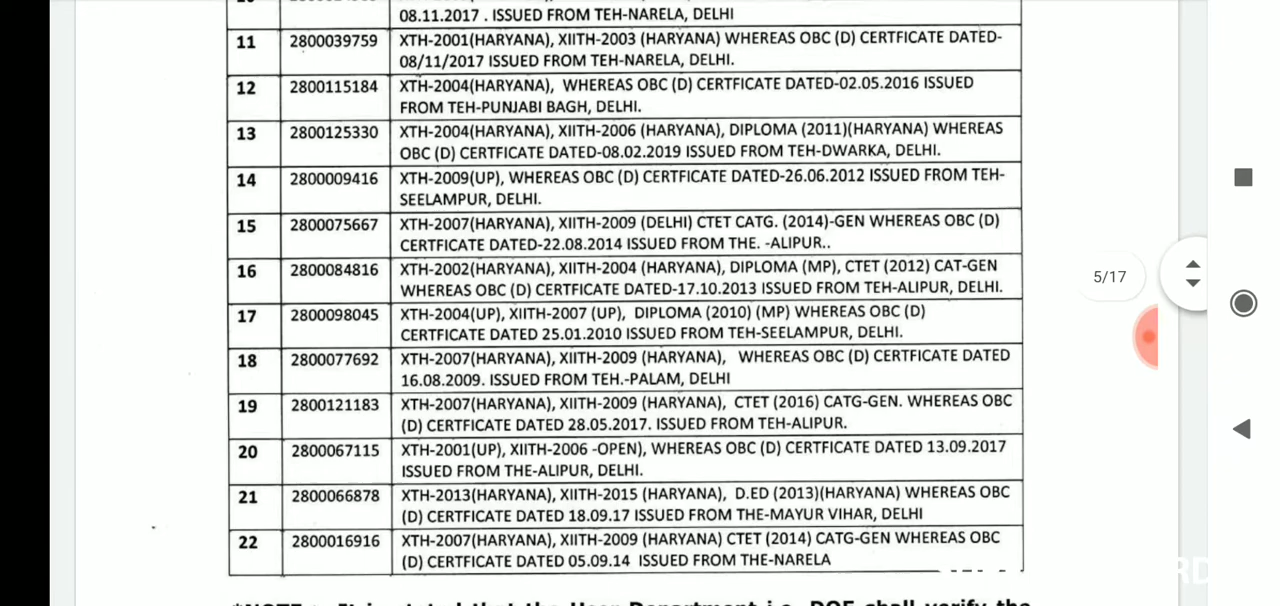 08.11.2017 . ISSUED FROM TEH-NARELA, DELHI
11 2800039759 XTH-2001(HARYANA), XIITH-2003 (HARYANA) WHEREAS OBC (D) CERTFICATE DATED-
08/11/2017 ISSUED FROM TEH-NARELA, DELHI.
12 2800115184 XTH-2004(HARYANA), WHEREAS OBC (D) CERTFICATE DATED-02.05.2016 ISSUED
FROM TEH-PUNJABI BAGH, DELHI.
13 2800125330 XTH-2004(HARYANA), XIITH-2006 (HARYANA), DIPLOMA (2011)(HARYANA) WHEREAS
OBC (D) CERTFICATE DATED-08.02.2019 ISSUED FROM TEH-DWARKA, DELHI.
14 2800009416 XTH-2009(UP), WHEREAS OBC (D) CERTFICATE DATED-26.06.2012 ISSUED FROM TEH-
SEELAMPUR, DELHI.
15 2800075667 XTH-2007(HARYANA), XIITH-2009 (DELHI) CTET CATG. (2014)-GEN WHEREAS OBC (D)
CERTFICATE DATED-22.08.2014 ISSUED FROM THE. -ALIPUR..
16 2800084816 XTH-2002(HARYANA), XIITH-2004 (HARYANA), DIPLOMA (MP), CTET (2012) CAT-GEN
WHEREAS OBC (D) CERTFICATE DATED-17.10.2013 ISSUED FROM TEH-ALIPUR, DELHI.
5/17
17 2800098045 XTH-2004(UP), XIITH-2007 (UP), DIPLOMA (2010) (MP) WHEREAS OBC (D)
CERTFICATE DATED 25.01.2010 ISSUED FROM TEH-SEELAMPUR, DELHI.
18 2800077692 XTH-2007(HARYANA), XIITH-2009 (HARYANA), WHEREAS OBC (D) CERTFICATE DATED
16.08.2009. ISSUED FROM TEH.-PALAM, DELHI
19 2800121183 XTH-2007(HARYANA), XIITH-2009 (HARYANA), CTET (2016) CATG-GEN. WHEREAS OBC
(D) CERTFICATE DATED 28.05.2017. ISSUED FROM TEH-ALIPUR.
20 2800067115 XTH-2001(UP), XIITH-2006 -OPEN), WHEREAS OBC (D) CERTFICATE DATED 13.09.2017
ISSUED FROM THE-ALIPUR, DELHI.
21 2800066878 XTH-2013(HARYANA), XIITH-2015 (HARYANA), D.ED (2013)(HARYANA) WHEREAS OBC
(D) CERTFICATE DATED 18.09.17 ISSUED FROM THE-MAYUR VIHAR, DELHI
22 2800016916 XTH-2007(HARYANA), XIITH-2009 (HARYANA) CTET (2014) CATG-GEN WHEREAS OBC
(D) CERTFICATE DATED 05.09.14 ISSUED FROM THE-NARELA
*NOTE : It is stated that the User Department i.e. DOE shall verify the